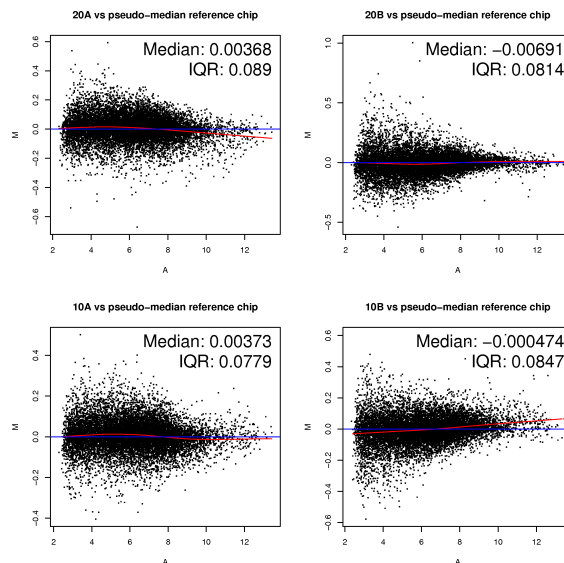 20A vs pseudo−median reference chip
Median: 0.00368
IQR: 0.089
M
0.6
0.4
0.2
0.0
−0.2
−0.4
−0.6
2 4 6 8 10 12
A
20B vs pseudo−median reference chip
Median: −0.00691
IQR: 0.0814
M
1.0
0.5
0.0
−0.5
2 4 6 8 10 12
A
10A vs pseudo−median reference chip
Median: 0.00373
IQR: 0.0779
M
0.4
0.2
0.0
−0.2
−0.4
2 4 6 8 10 12
A
10B vs pseudo−median reference chip
Median: −0.000474
IQR: 0.0847
M
0.6
0.4
0.2
0.0
−0.2
−0.4
−0.6
2 4 6 8 10 12
A